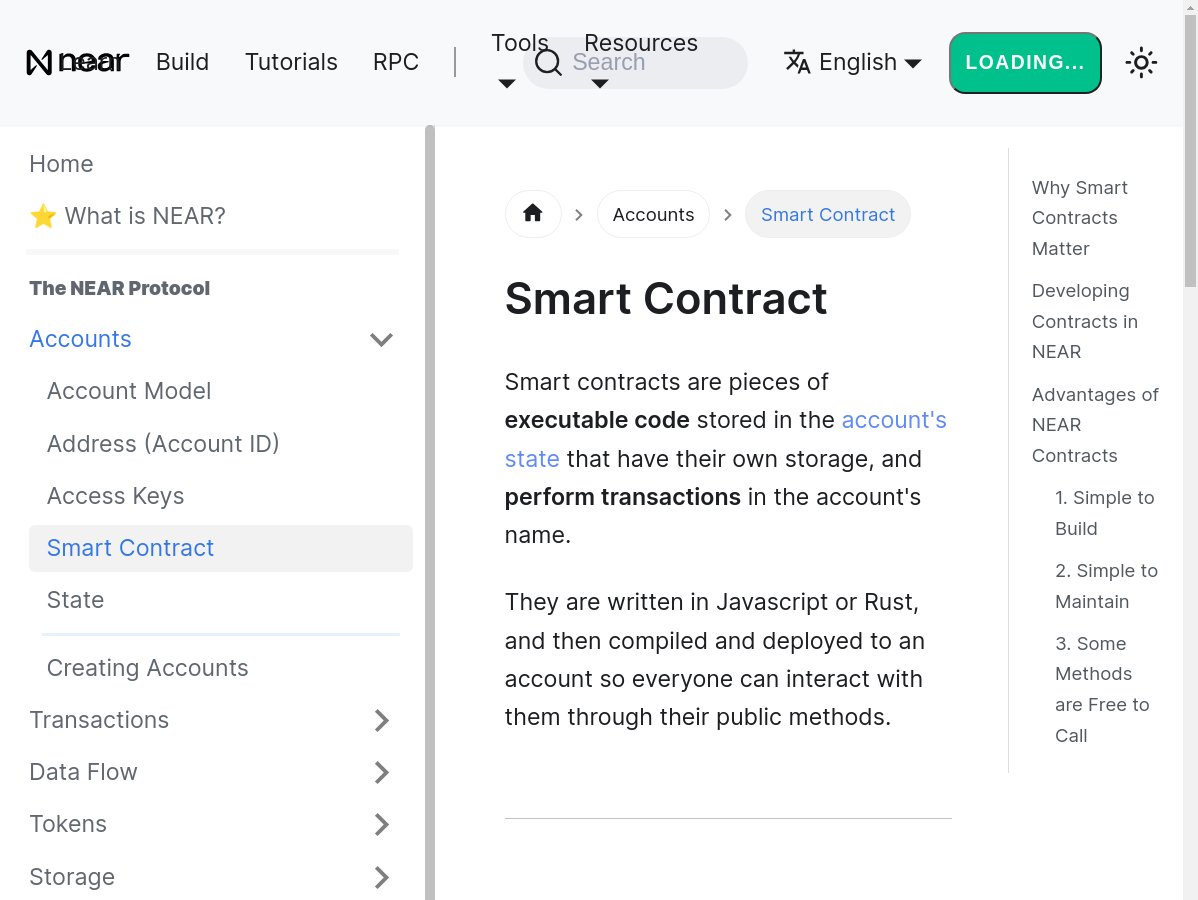 near
Learn
Build
Tutorials
RPC
Tools
Resources
Search
English
LOADING...
Home
⭐ What is NEAR?
The NEAR Protocol
Accounts
Account Model
Address (Account ID)
Access Keys
Smart Contract
State
Creating Accounts
Transactions
Data Flow
Tokens
Storage
Accounts
Smart Contract
Smart Contract
Smart contracts are pieces of
executable code stored in the account's
state that have their own storage, and
perform transactions in the account's
name.
They are written in Javascript or Rust,
and then compiled and deployed to an
account so everyone can interact with
them through their public methods.
Why Smart
Contracts
Matter
Developing
Contracts in
NEAR
Advantages of
NEAR
Contracts
1. Simple to
Build
2. Simple to
Maintain
3. Some
Methods
are Free to
Call